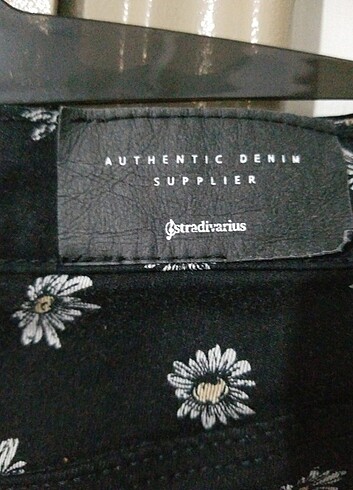 AUTHENTIC DENIM
SUPPLIER
stradivarius